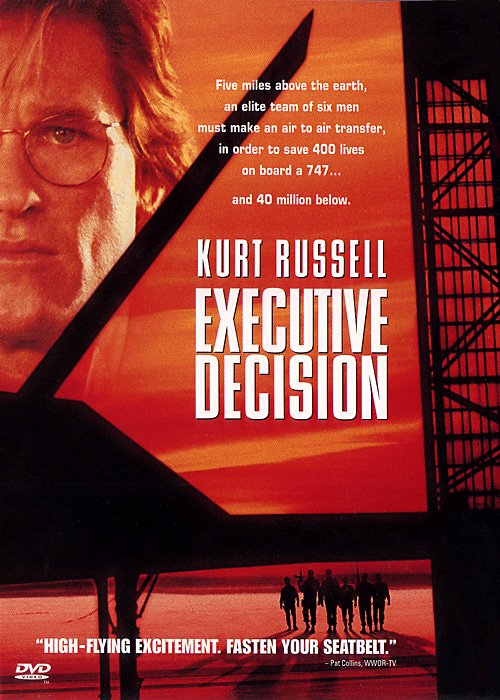 Five miles above the earth,
an elite team of six men
must make an air to air transfer,
in order to save 400 lives
on board a 747...
and 40 million below.
KURT RUSSELL
EXECUTIVE
DECISION
“HIGH-FLYING EXCITEMENT. FASTEN YOUR SEATBELT.”
– Pat Collins, WWOR-TV
DVD
VIDEO